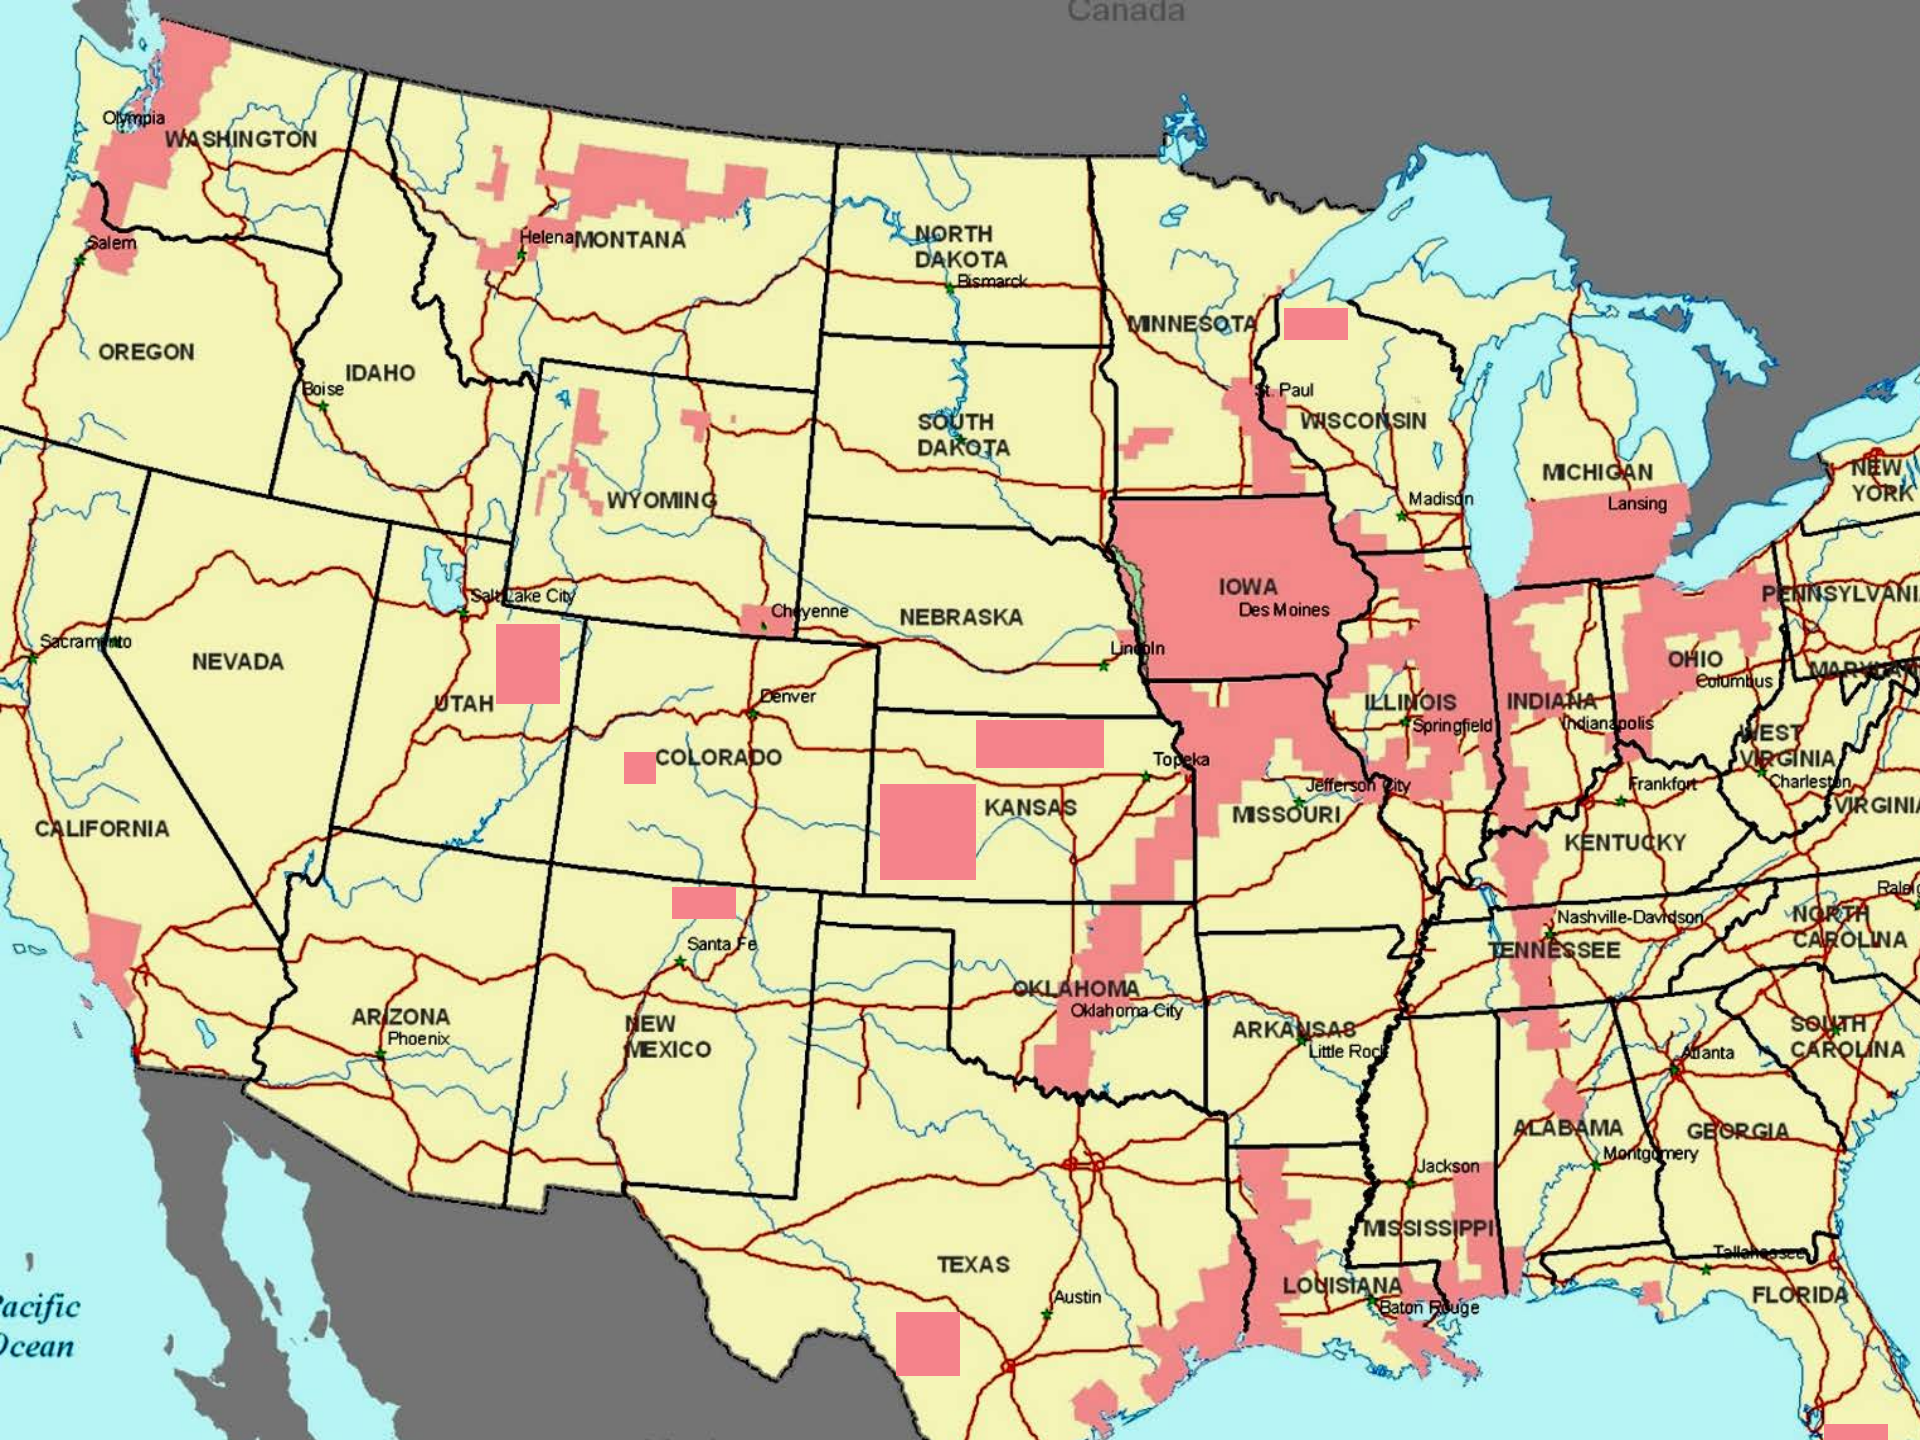 Canada
Olympia
WASHINGTON
Salem
Helena
MONTANA
NORTH
DAKOTA
Bismarck
MINNESOTA
OREGON
IDAHO
Boise
St. Paul
WISCONSIN
SOUTH
DAKOTA
MICHIGAN
Lansing
NEW
YORK
WYOMING
Madison
IOWA
Des Moines
PENNSYLVANI
Salt Lake City
Cheyenne
NEBRASKA
Lincoln
Sacramento
NEVADA
UTAH
Denver
OHIO
Columbus
MARYLAN
ILLINOIS
Springfield
INDIANA
Indianapolis
WEST
VIRGINIA
Charleston
COLORADO
Topeka
KANSAS
Jefferson City
MISSOURI
Frankfort
VIRGINIA
CALIFORNIA
KENTUCKY
Raleig
Nashville-Davidson
TENNESSEE
NORTH
CAROLINA
Santa Fe
OKLAHOMA
Oklahoma City
ARIZONA
Phoenix
NEW
MEXICO
ARKANSAS
Little Rock
Atlanta
SOUTH
CAROLINA
ALABAMA
Montgomery
GEORGIA
Jackson
MISSISSIPPI
TEXAS
Austin
LOUISIANA
Baton Rouge
Tallahassee
FLORIDA
Pacific
Ocean